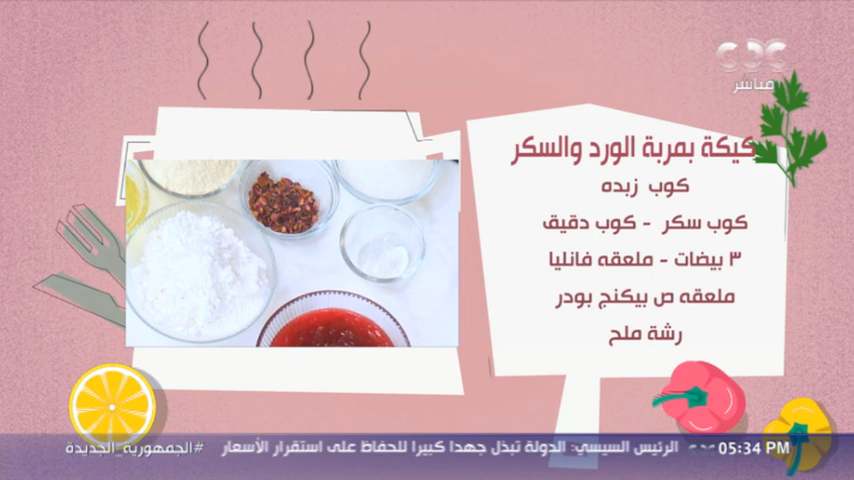 CBC
مباشر
كيكة بمربة الورد والسكر
كوب زبده
كوب سكر - كوب دقيق
٣ بيضات - ملعقه فانليا
ملعقه ص بيكنج بودر
رشة ملح
05:34 PM الرئيس السيسي: الدولة تبذل جهدا كبيرا للحفاظ على استقرار الأسعار #الجمهورية_الجديدة